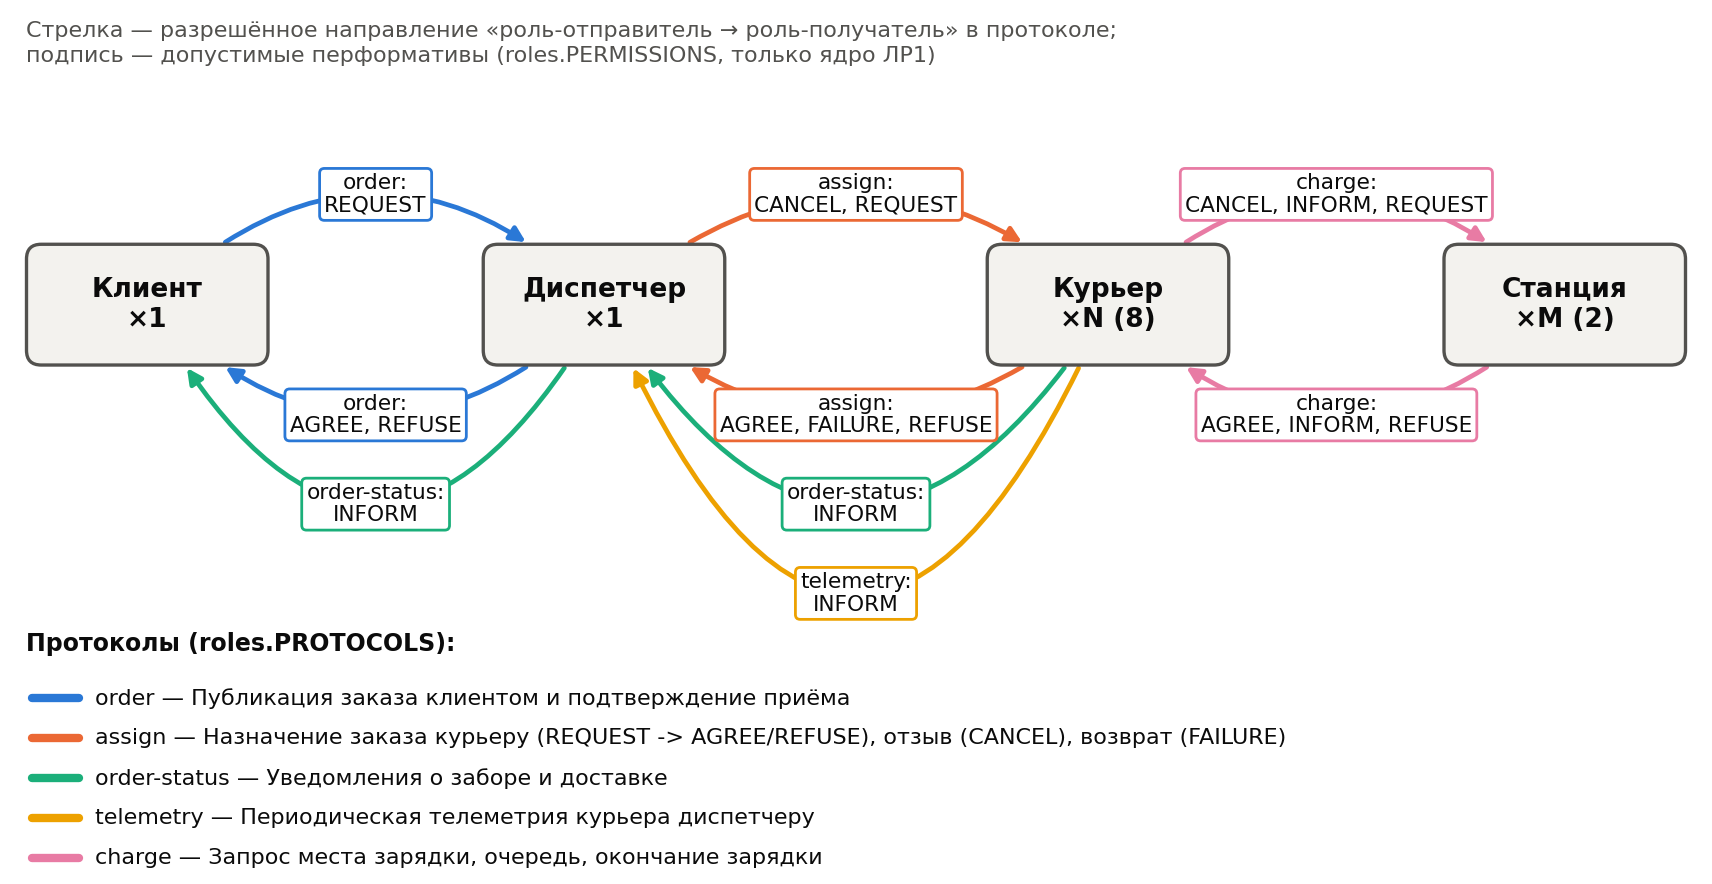 Стрелка — разрешённое направление «роль-отправитель → роль-получатель» в протоколе;
подпись — допустимые перформативы (roles.PERMISSIONS, только ядро ЛР1)
order:
REQUEST
assign:
CANCEL, REQUEST
charge:
CANCEL, INFORM, REQUEST
Клиент
×1
Диспетчер
×1
Курьер
×N (8)
Станция
×M (2)
order:
AGREE, REFUSE
assign:
AGREE, FAILURE, REFUSE
charge:
AGREE, INFORM, REFUSE
order-status:
INFORM
order-status:
INFORM
telemetry:
INFORM
Протоколы (roles.PROTOCOLS):
order — Публикация заказа клиентом и подтверждение приёма
assign — Назначение заказа курьеру (REQUEST -> AGREE/REFUSE), отзыв (CANCEL), возврат (FAILURE)
order-status — Уведомления о заборе и доставке
telemetry — Периодическая телеметрия курьера диспетчеру
charge — Запрос места зарядки, очередь, окончание зарядки